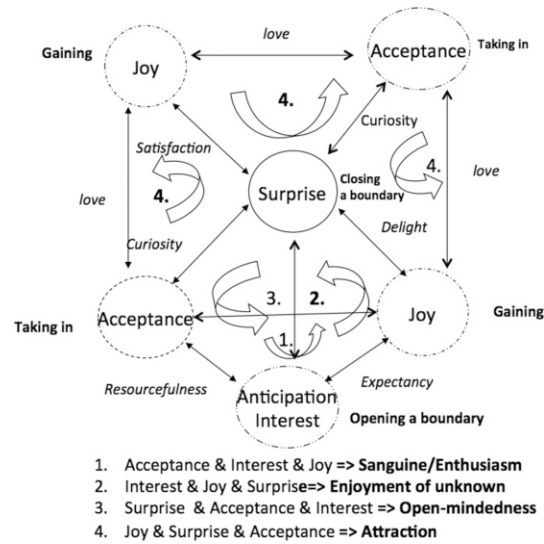 love
Gaining
Joy
Acceptance
Taking in
4.
Curiosity
Satisfaction
4.
love
4.
love
Surprise
Closing
a boundary
Curiosity
Delight
3.
2.
Taking in
Acceptance
Joy
Gaining
1.
Resourcefulness
Expectancy
Anticipation
Interest
Opening a boundary
1. Acceptance & Interest & Joy => Sanguine/Enthusiasm
2. Interest & Joy & Surprise=> Enjoyment of unknown
3. Surprise & Acceptance & Interest => Open-mindedness
4. Joy & Surprise & Acceptance => Attraction